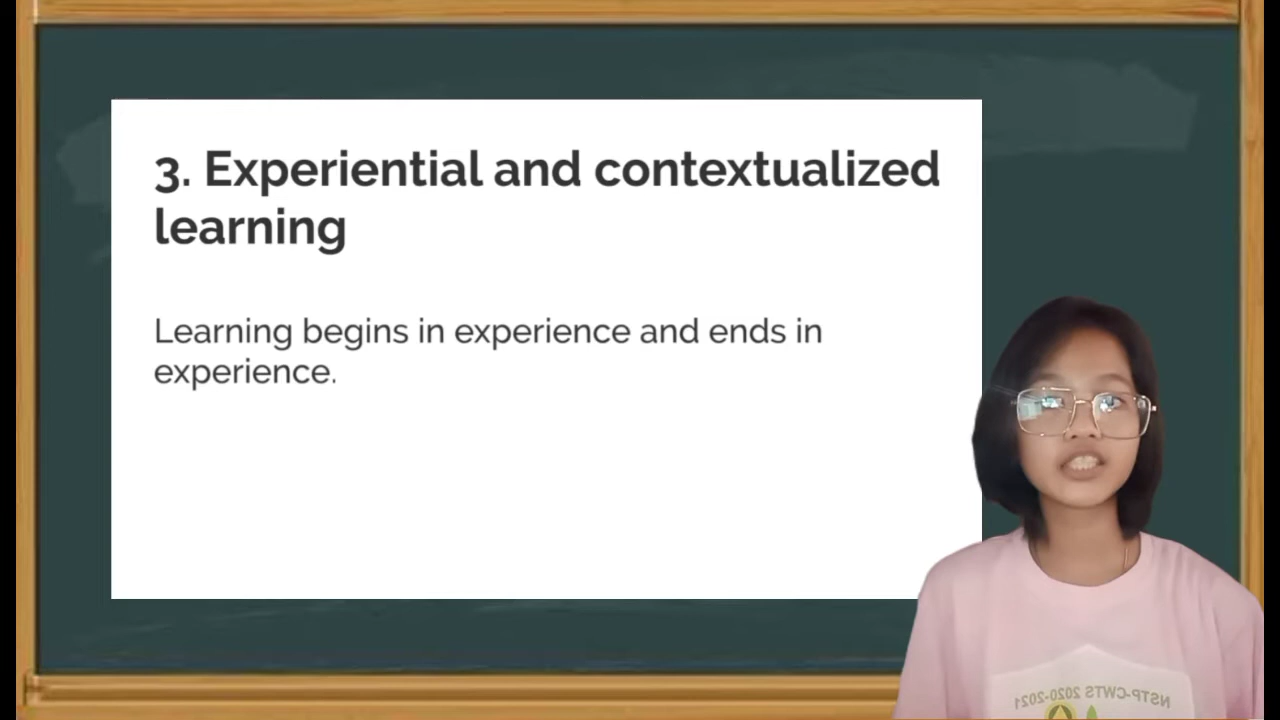 3. Experiential and contextualized
learning
Learning begins in experience and ends in
experience.
NSTP-CWTS 2020-2021